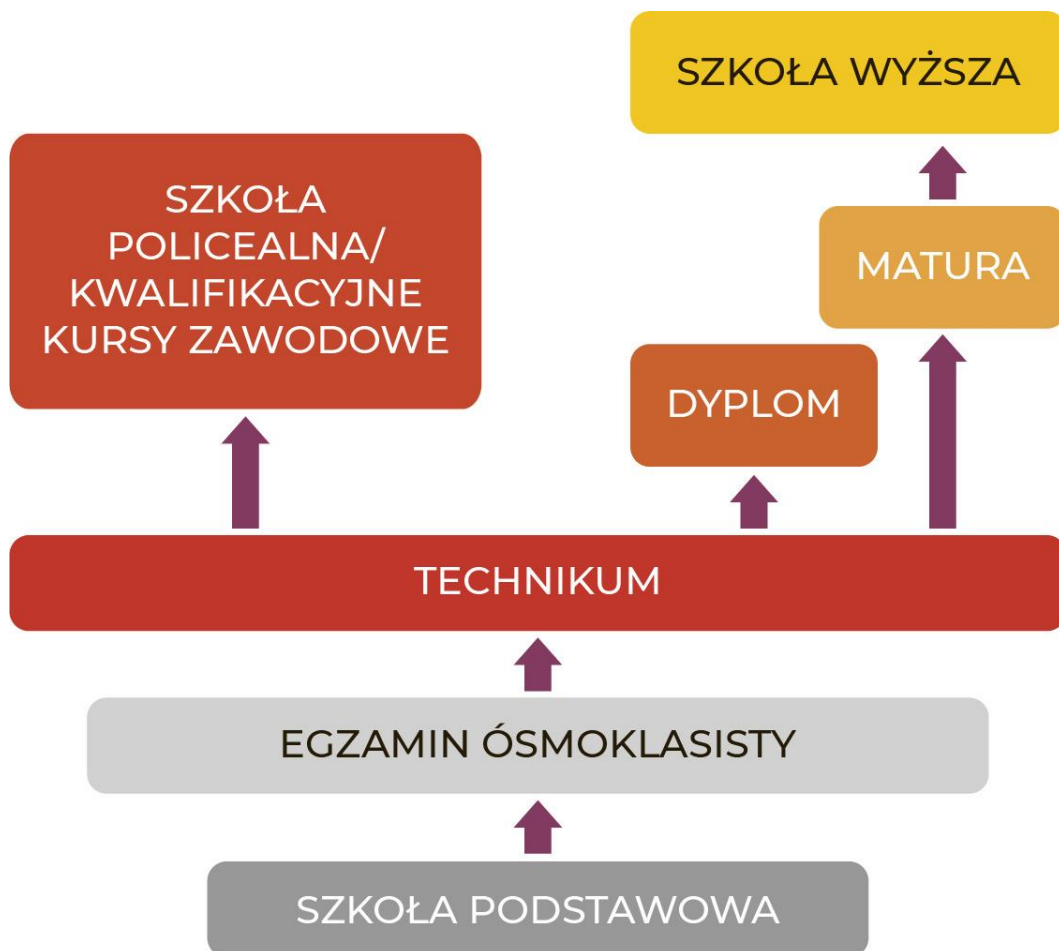 SZKOŁA WYŻSZA
SZKOŁA
POLICEALNA/
KWALIFIKACYJNE
KURSY ZAWODOWE
MATURA
DYPLOM
TECHNIKUM
EGZAMIN ÓSMOKLASISTY
SZKOŁA PODSTAWOWA